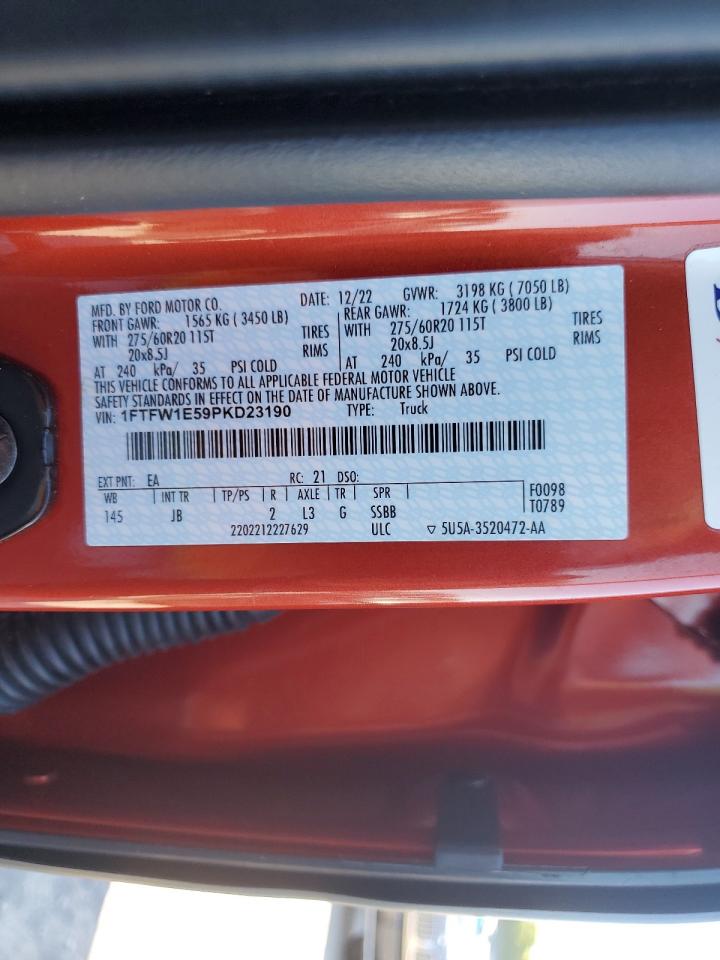 MFD. BY FORD MOTOR CO. DATE: 12/22 GVWR: 3198 KG ( 7050 LB)
FRONT GAWR: 1565 KG ( 3450 LB) REAR GAWR: 1724 KG ( 3800 LB)
WITH 275/60R20 115T TIRES WITH 275/60R20 115T TIRES
20x8.5J RIMS 20x8.5J RIMS
AT 240 kPa/ 35 PSI COLD AT 240 kPa/ 35 PSI COLD
THIS VEHICLE CONFORMS TO ALL APPLICABLE FEDERAL MOTOR VEHICLE
SAFETY STANDARDS IN EFFECT ON THE DATE OF MANUFACTURE SHOWN ABOVE.
VIN: 1FTFW1E59PKD23190 TYPE: Truck
EXT PNT: EA RC: 21 DSO:
WB INT TR TP/PS R AXLE TR SPR F0098
145 JB 2 L3 G SSBB T0789
2202212227629 ULC ▽ 5U5A-3520472-AA